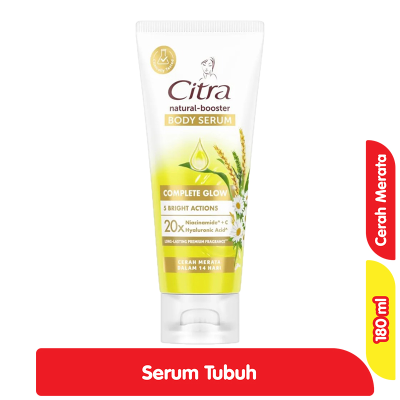 Citra
natural-booster
BODY SERUM
COMPLETE GLOW
5 BRIGHT ACTIONS
20x
Niacinamide* + C
Hyaluronic Acid*
LONG-LASTING PREMIUM FRAGRANCE
CERAH MERATA
DALAM 14 HARI
Cerah Merata
180 ml
Serum Tubuh